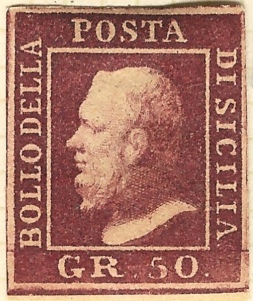 BOLLO DELLA
POSTA
DI SICILIA
GR 50.